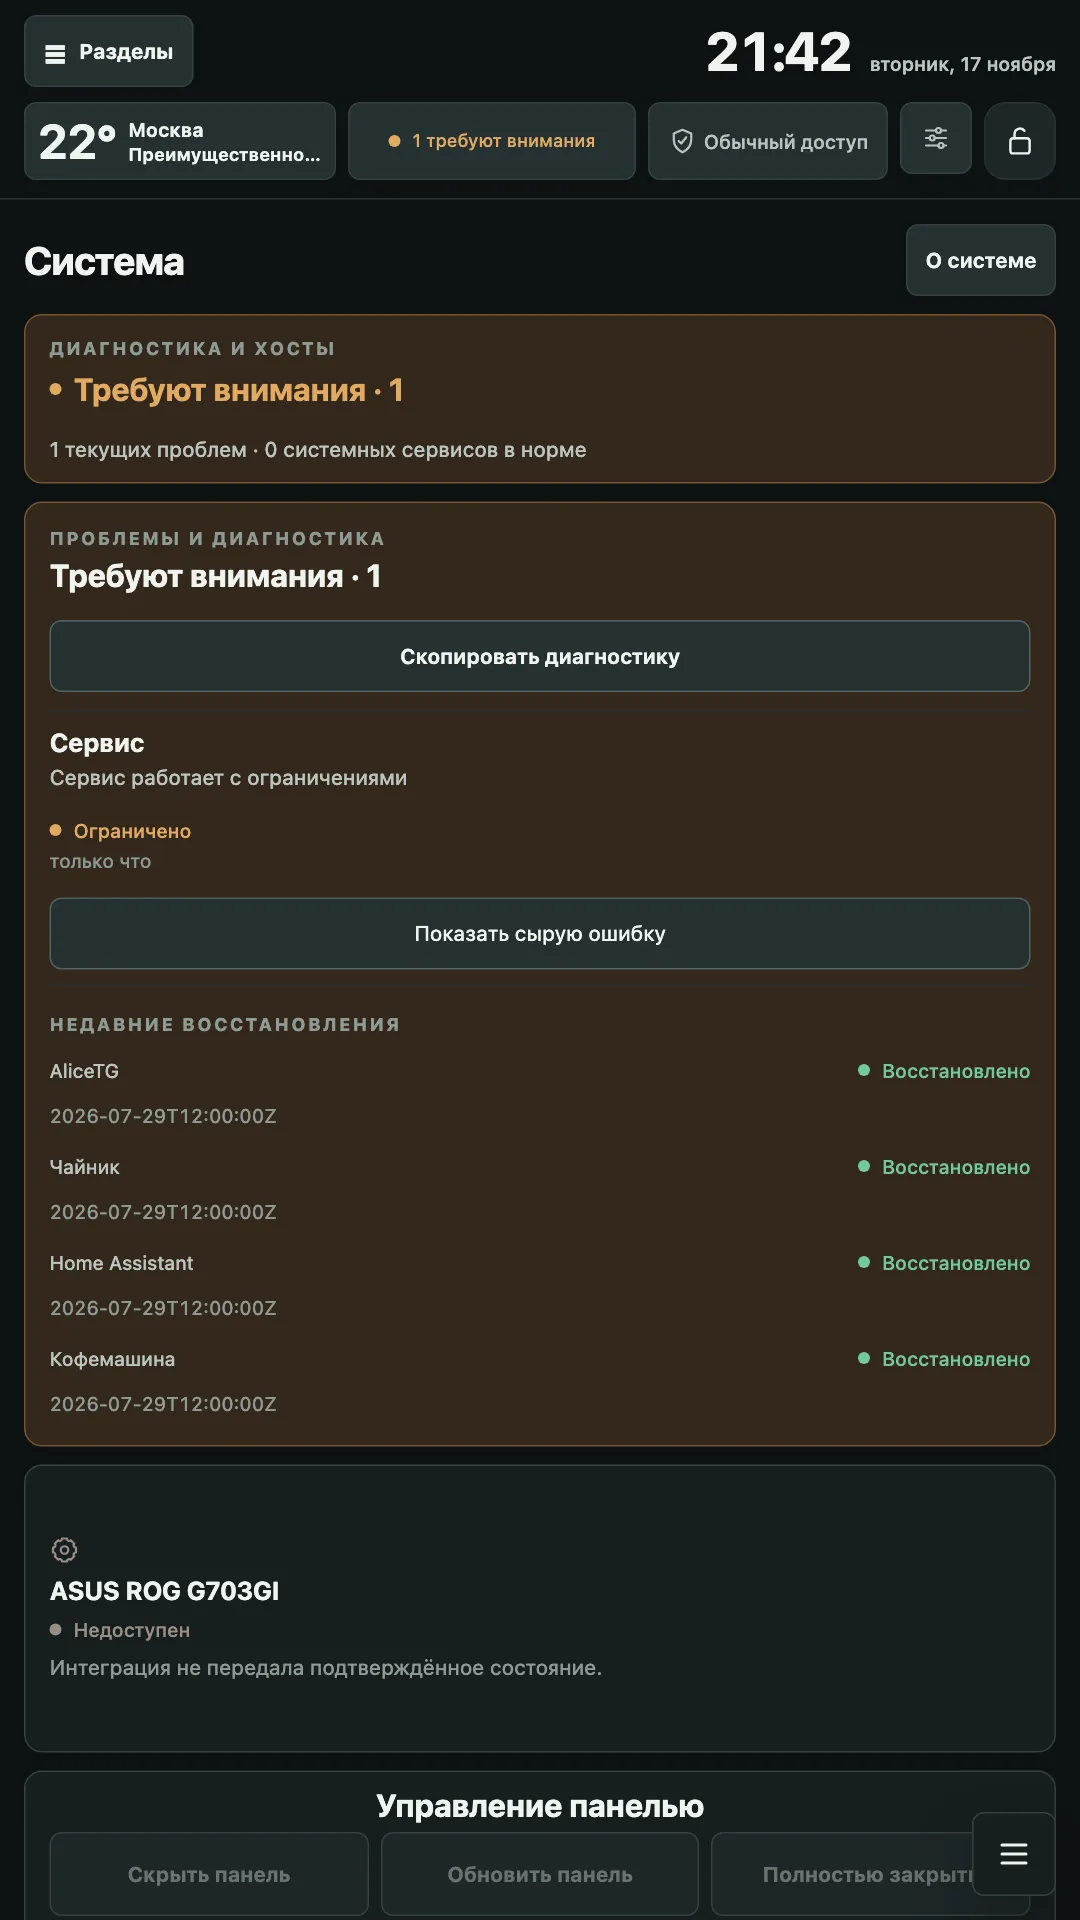 Разделы
21:42 вторник, 17 ноября
22° Москва
Преимущественно...
1 требуют внимания
Обычный доступ
Система
О системе
ДИАГНОСТИКА И ХОСТЫ
Требуют внимания · 1
1 текущих проблем · 0 системных сервисов в норме
ПРОБЛЕМЫ И ДИАГНОСТИКА
Требуют внимания · 1
Скопировать диагностику
Сервис
Сервис работает с ограничениями
Ограничено
только что
Показать сырую ошибку
НЕДАВНИЕ ВОССТАНОВЛЕНИЯ
AliceTG
Восстановлено
2026-07-29T12:00:00Z
Чайник
Восстановлено
2026-07-29T12:00:00Z
Home Assistant
Восстановлено
2026-07-29T12:00:00Z
Кофемашина
Восстановлено
2026-07-29T12:00:00Z
ASUS ROG G703GI
Недоступен
Интеграция не передала подтверждённое состояние.
Управление панелью
Скрыть панель
Обновить панель
Полностью закрыть